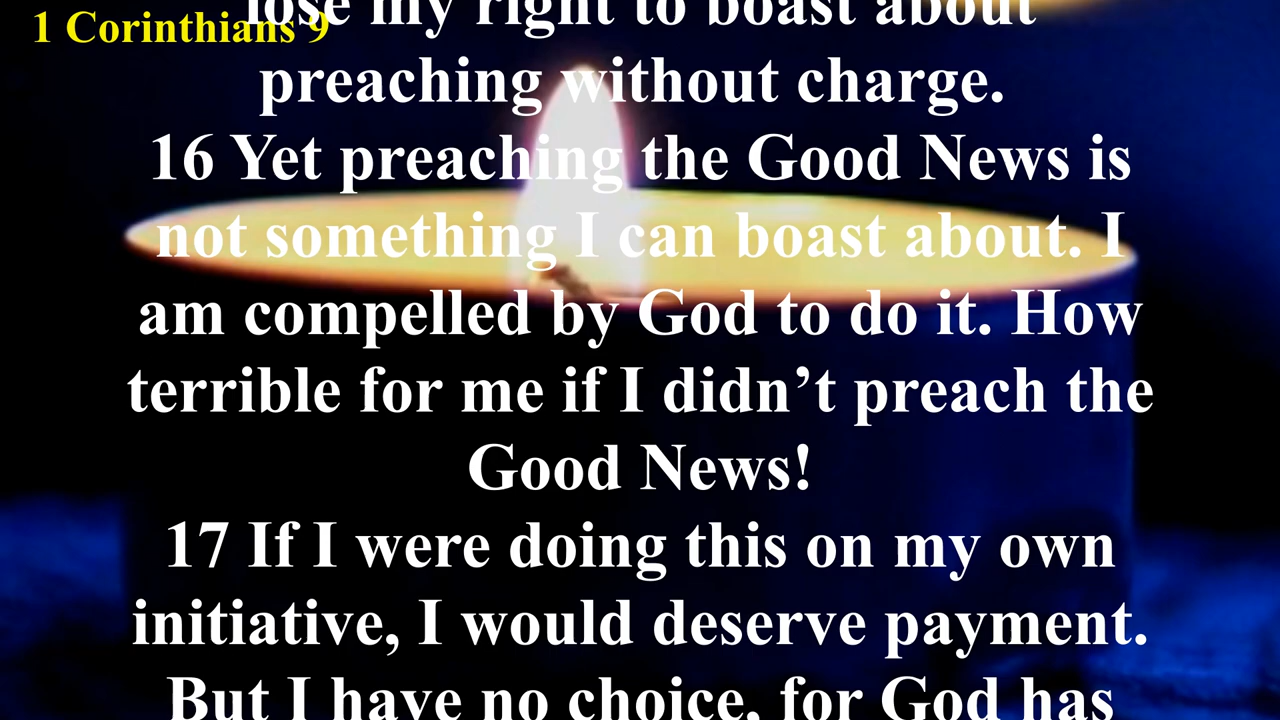 1 Corinthians 9
lose my right to boast about
preaching without charge.
16 Yet preaching the Good News is
not something I can boast about. I
am compelled by God to do it. How
terrible for me if I didn’t preach the
Good News!
17 If I were doing this on my own
initiative, I would deserve payment.
But I have no choice, for God has